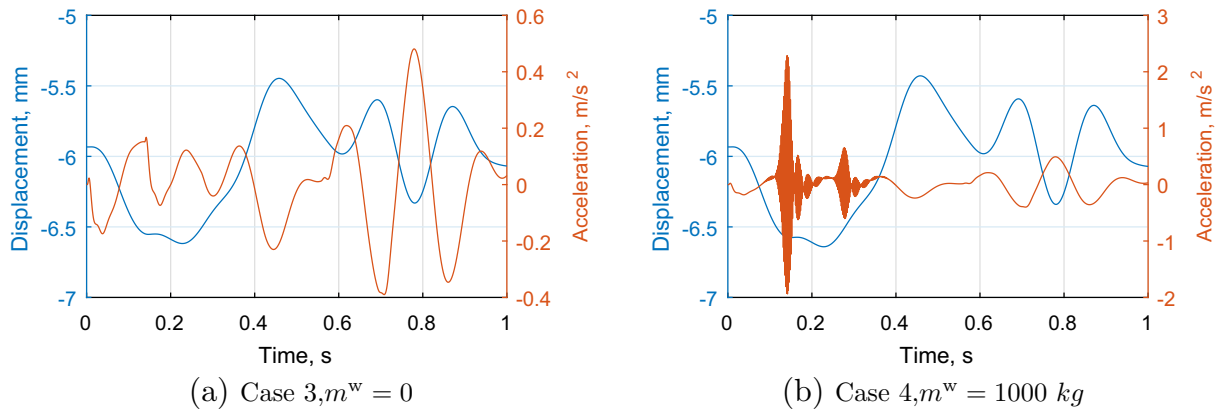 -5
-5.5
-6
-6.5
-7
Displacement, mm
0.6
0.4
0.2
0
-0.2
-0.4
Acceleration, m/s 2
0 0.2 0.4 0.6 0.8 1
Time, s
(a) Case 3,mʷ = 0
-5
-5.5
-6
-6.5
-7
Displacement, mm
3
2
1
0
-1
-2
Acceleration, m/s 2
0 0.2 0.4 0.6 0.8 1
Time, s
(b) Case 4,mʷ = 1000 kg